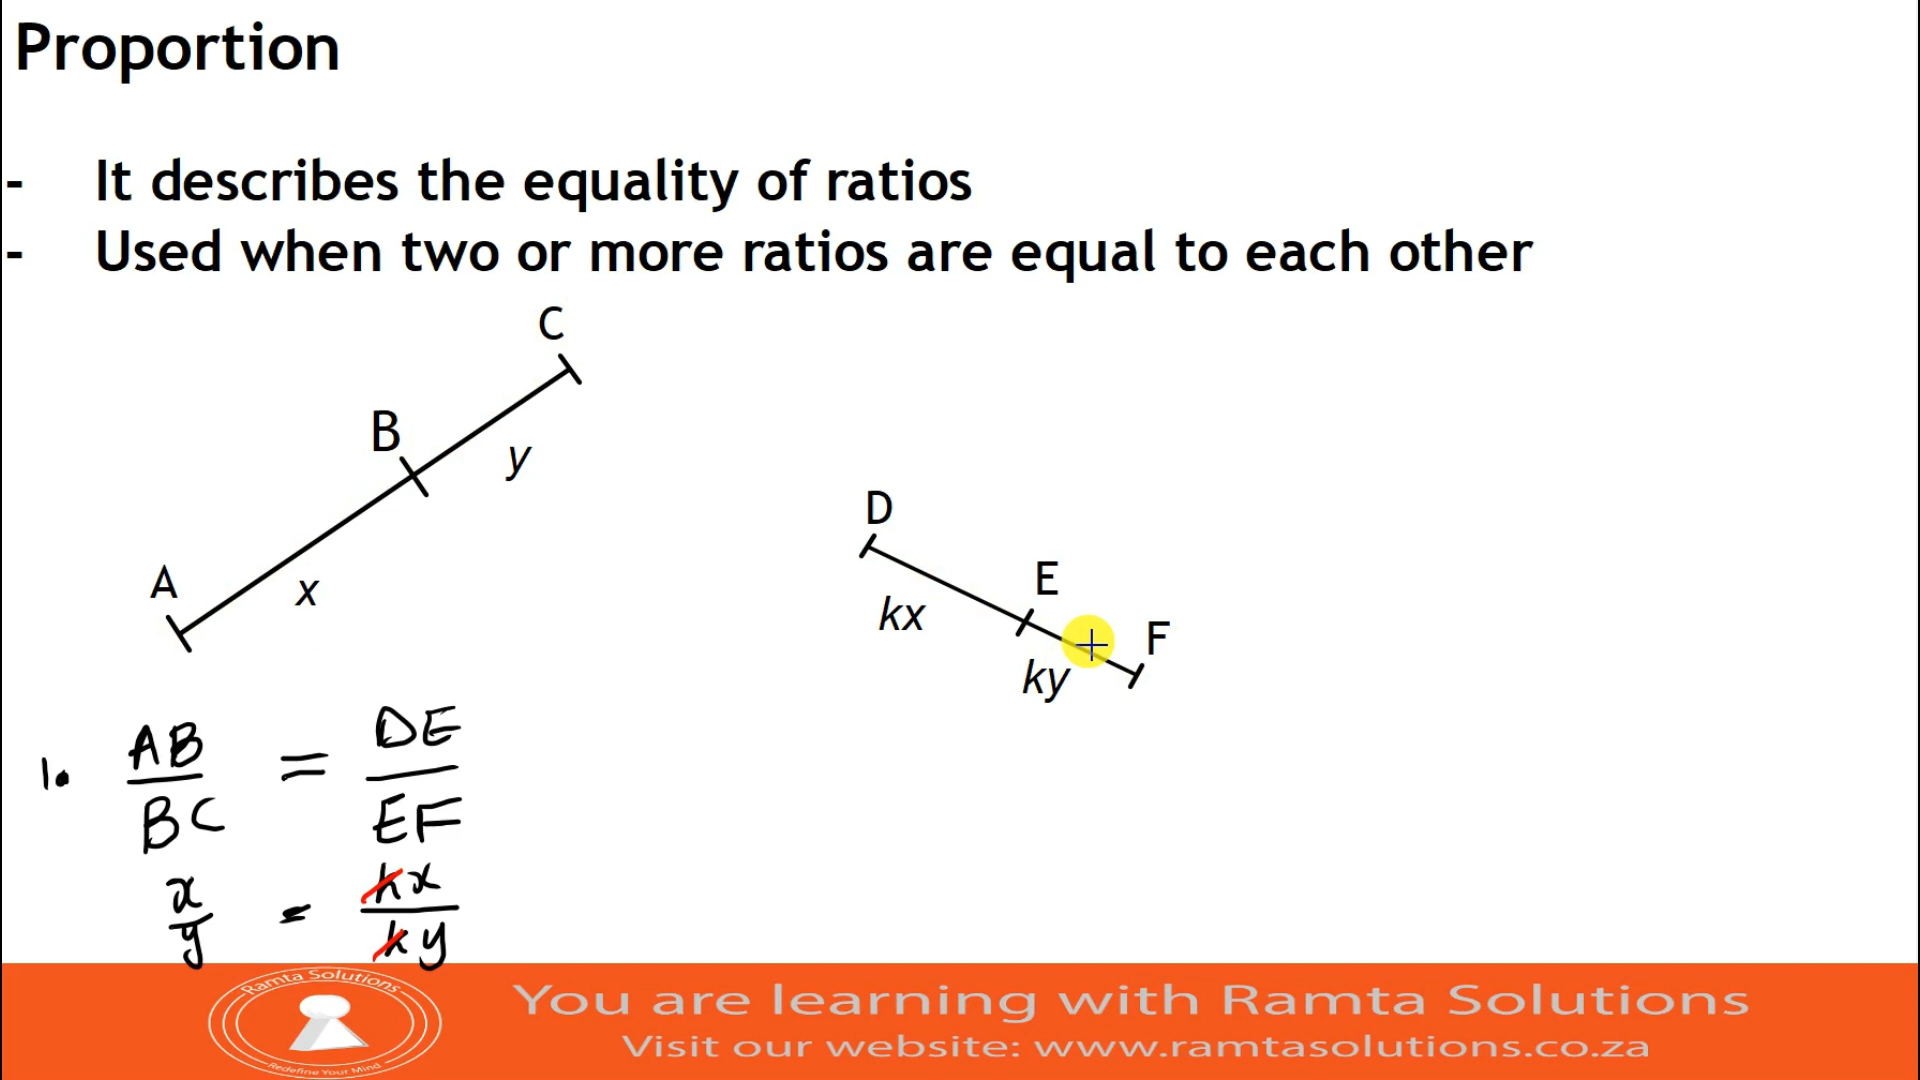 Proportion
- It describes the equality of ratios
- Used when two or more ratios are equal to each other
C
B
y
D
A
x
E
kx
F
ky
1. AB/BC = DE/EF
x/y = kx/ky
Ramta Solutions
Redefine Your Mind
You are learning with Ramta Solutions
Visit our website: www.ramtasolutions.co.za